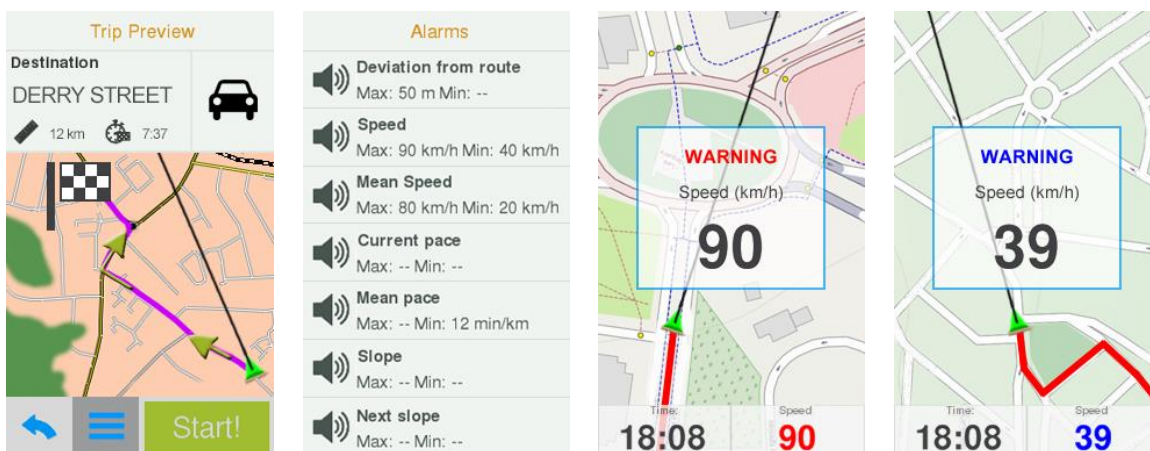 Trip Preview
Destination
DERRY STREET
12 km 7:37
Start!
Alarms
Deviation from route
Max: 50 m Min: --
Speed
Max: 90 km/h Min: 40 km/h
Mean Speed
Max: 80 km/h Min: 20 km/h
Current pace
Max: -- Min: --
Mean pace
Max: -- Min: 12 min/km
Slope
Max: -- Min: --
Next slope
Max: -- Min: --
WARNING
Speed (km/h)
90
Time: Speed
18:08 90
WARNING
Speed (km/h)
39
Time: Speed
18:08 39